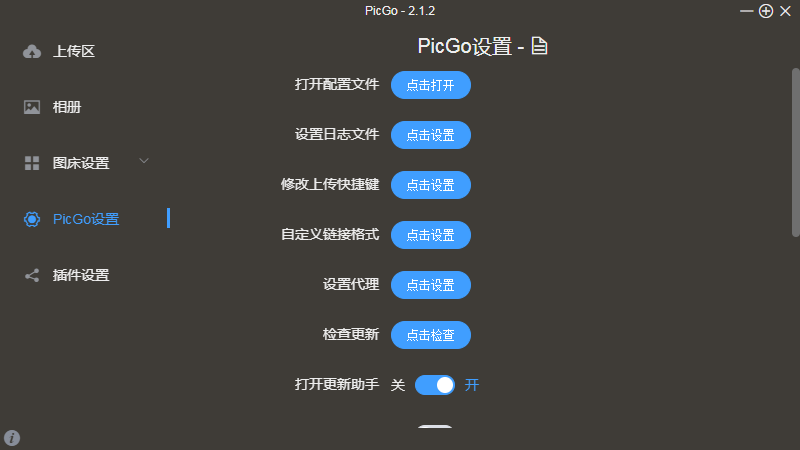 PicGo - 2.1.2
上传区
相册
图床设置
PicGo设置
插件设置
PicGo设置 -
打开配置文件 点击打开
设置日志文件 点击设置
修改上传快捷键 点击设置
自定义链接格式 点击设置
设置代理 点击设置
检查更新 点击检查
打开更新助手 关 开